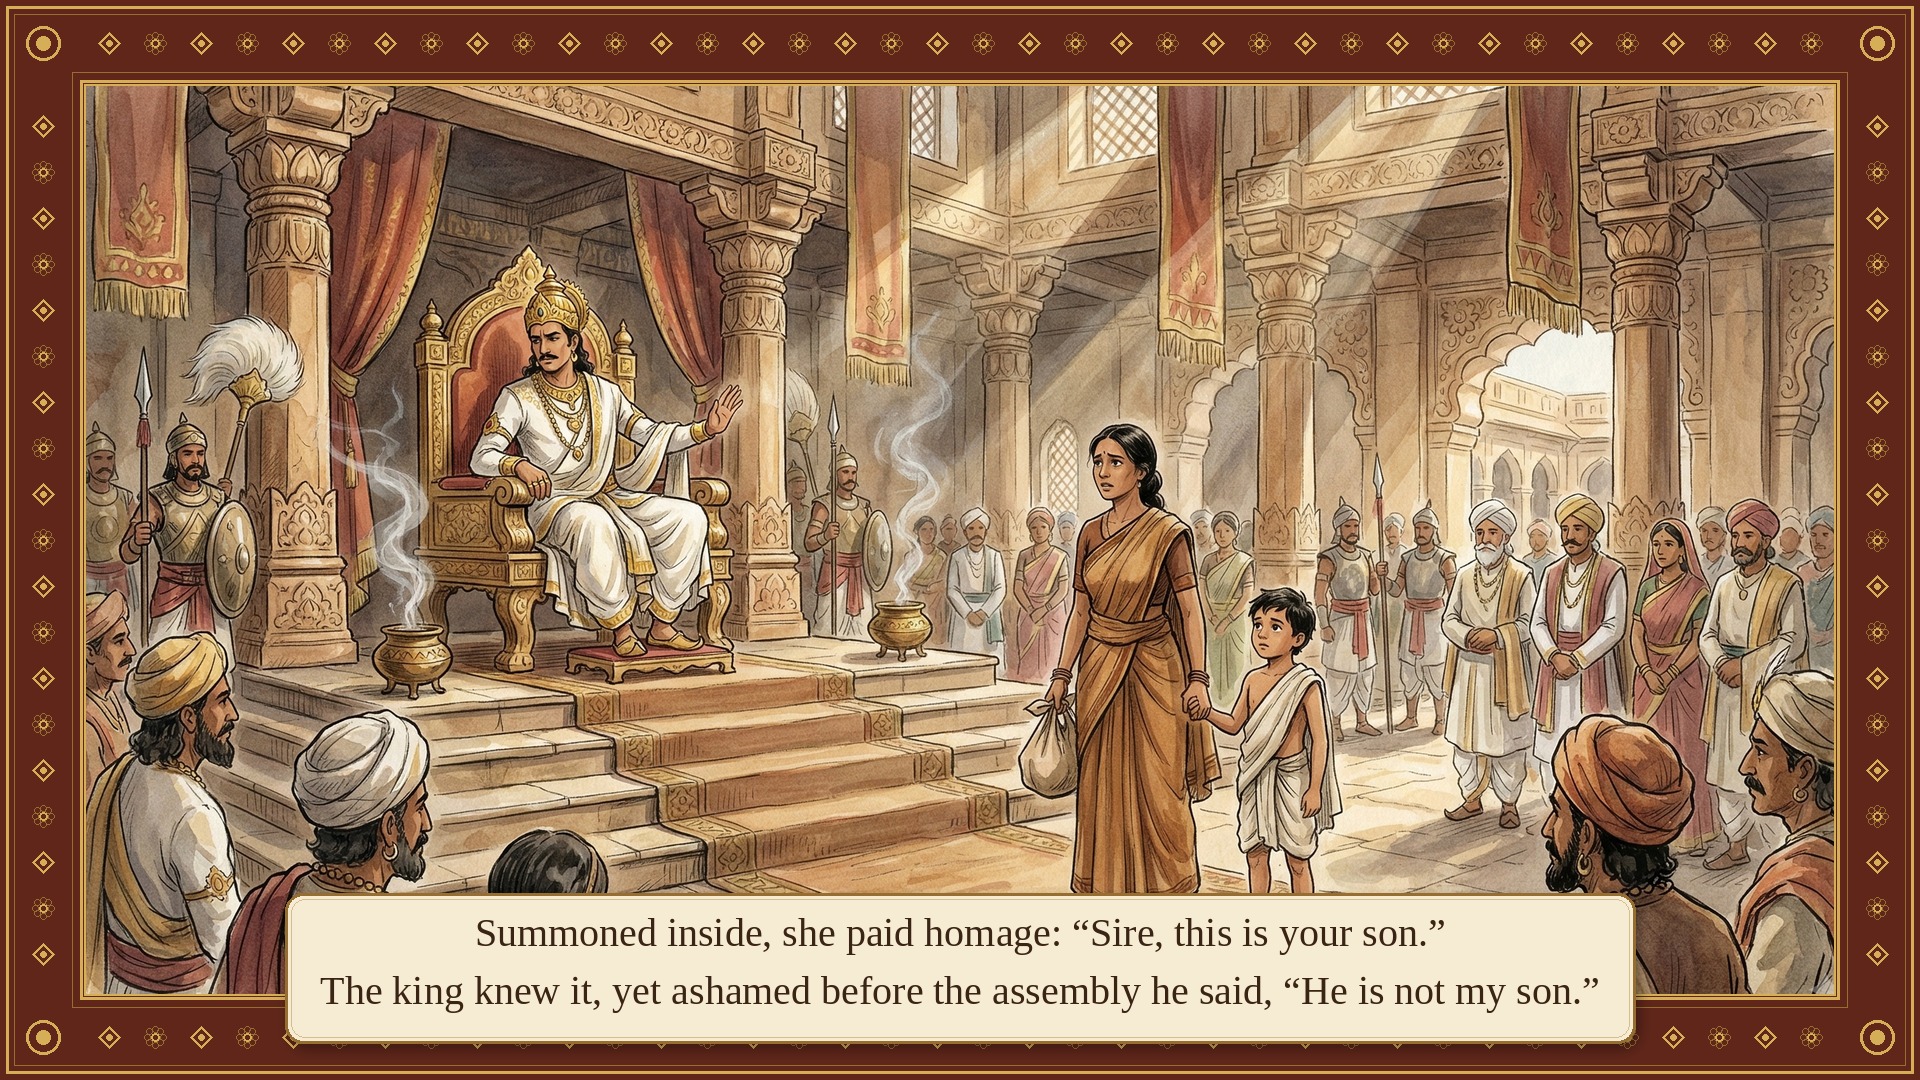 Summoned inside, she paid homage: “Sire, this is your son.”
The king knew it, yet ashamed before the assembly he said, “He is not my son.”